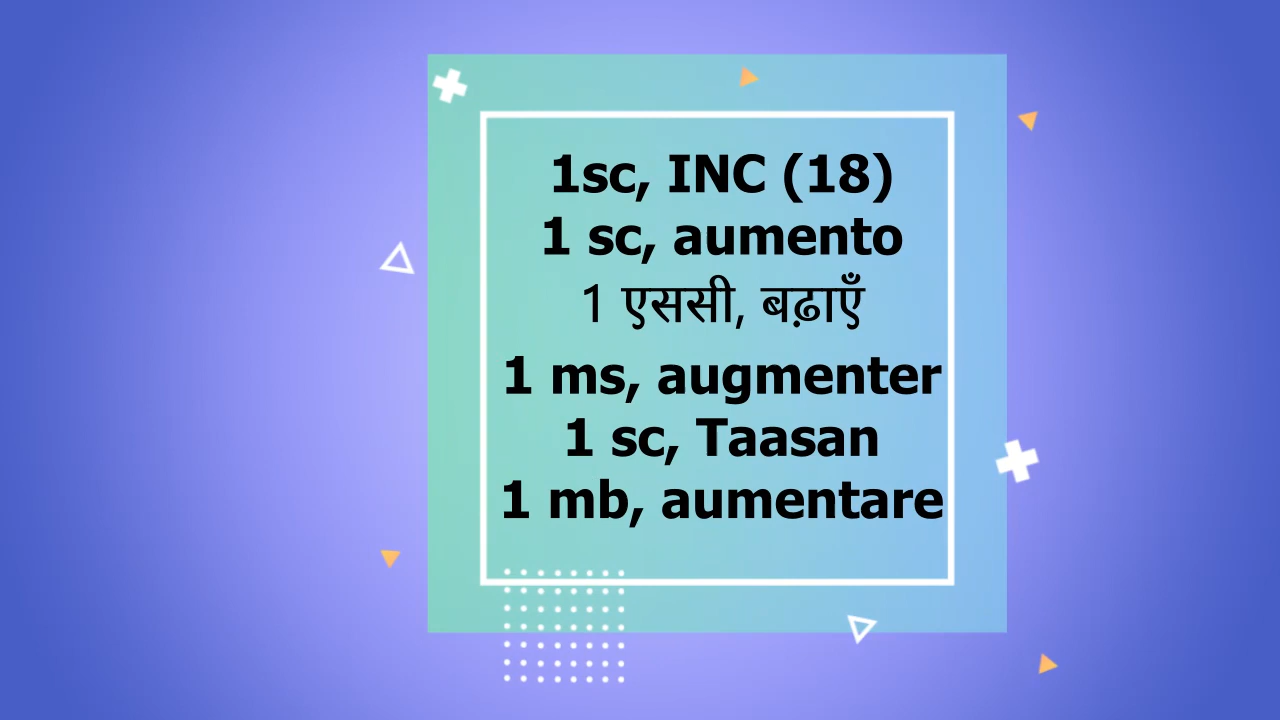 1sc, INC (18)
1 sc, aumento
1 एससी, बढ़ाएँ
1 ms, augmenter
1 sc, Taasan
1 mb, aumentare